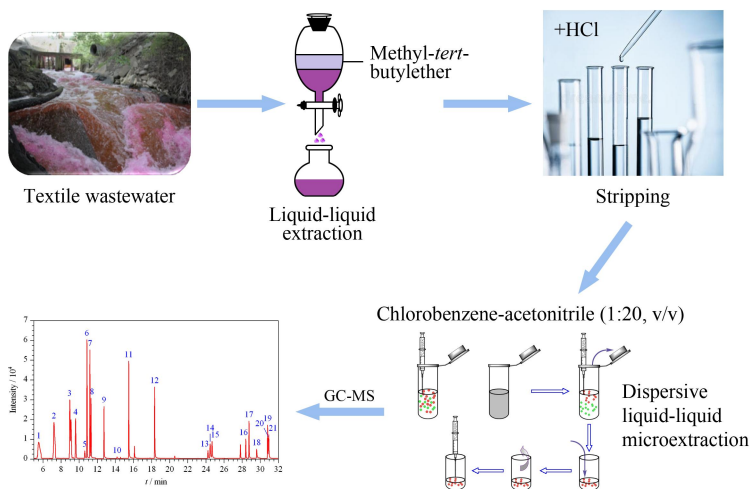 +HCl
Methyl-tert-
butylether-
Textile wastewater
Liquid-liquid
extraction
Stripping
Chlorobenzene-acetonitrile (1:20, v/v)
Dispersive
liquid-liquid
microextraction
GC-MS
Intensity / 10⁴
7
6
5
4
3
2
1
0
1
2
3
4
5
6
7
8
9
10
11
12
13
14
15
16
17
18
19
20
21
6 8 10 12 14 16 18 20 22 24 26 28 30 32
t / min